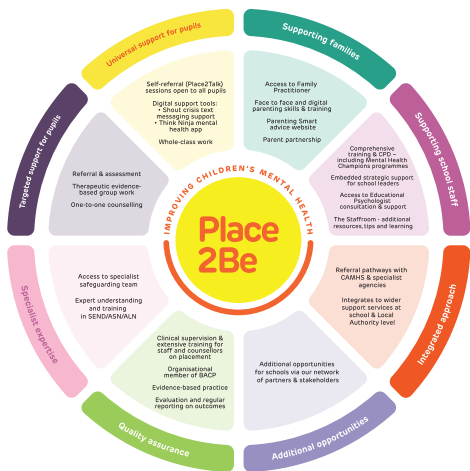 Universal support for pupils
Self-referral (Place2Talk)
sessions open to all pupils
Digital support tools:
• Shout crisis text
messaging support
• Think Ninja mental
health app
Whole-class work
Supporting families
Access to Family
Practitioner
Face to face and digital
parenting skills & training
Parenting Smart
advice website
Parent partnership
Supporting school staff
Comprehensive
training & CPD –
including Mental Health
Champions programmes
Embedded strategic support
for school leaders
Access to Educational
Psychologist
consultation & support
The Staffroom - additional
resources, tips and learning
Integrated approach
Referral pathways with
CAMHS & specialist
agencies
Integrates to wider
support services at
school & Local
Authority level
Additional opportunities
Additional opportunities
for schools via our network
of partners & stakeholders
Quality assurance
Clinical supervision &
extensive training for
staff and counsellors
on placement
Organisational
member of BACP
Evidence-based practice
Evaluation and regular
reporting on outcomes
Specialist expertise
Access to specialist
safeguarding team
Expert understanding
and training
in SEND/ASN/ALN
Targeted support for pupils
Referral & assessment
Therapeutic evidence-
based group work
One-to-one counselling
IMPROVING CHILDREN'S MENTAL HEALTH
Place
2Be